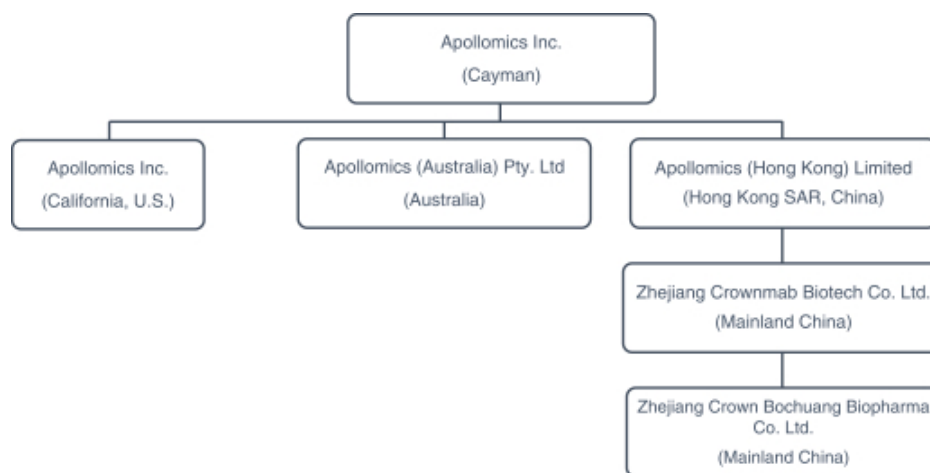 Apollomics Inc.
(Cayman)
Apollomics Inc.
(California, U.S.)
Apollomics (Australia) Pty. Ltd
(Australia)
Apollomics (Hong Kong) Limited
(Hong Kong SAR, China)
Zhejiang Crownmab Biotech Co. Ltd.
(Mainland China)
Zhejiang Crown Bochuang Biopharma
Co. Ltd.
(Mainland China)